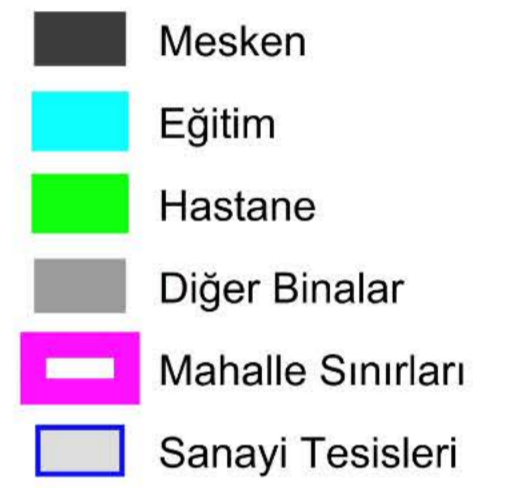 Mesken
Eğitim
Hastane
Diğer Binalar
Mahalle Sınırları
Sanayi Tesisleri